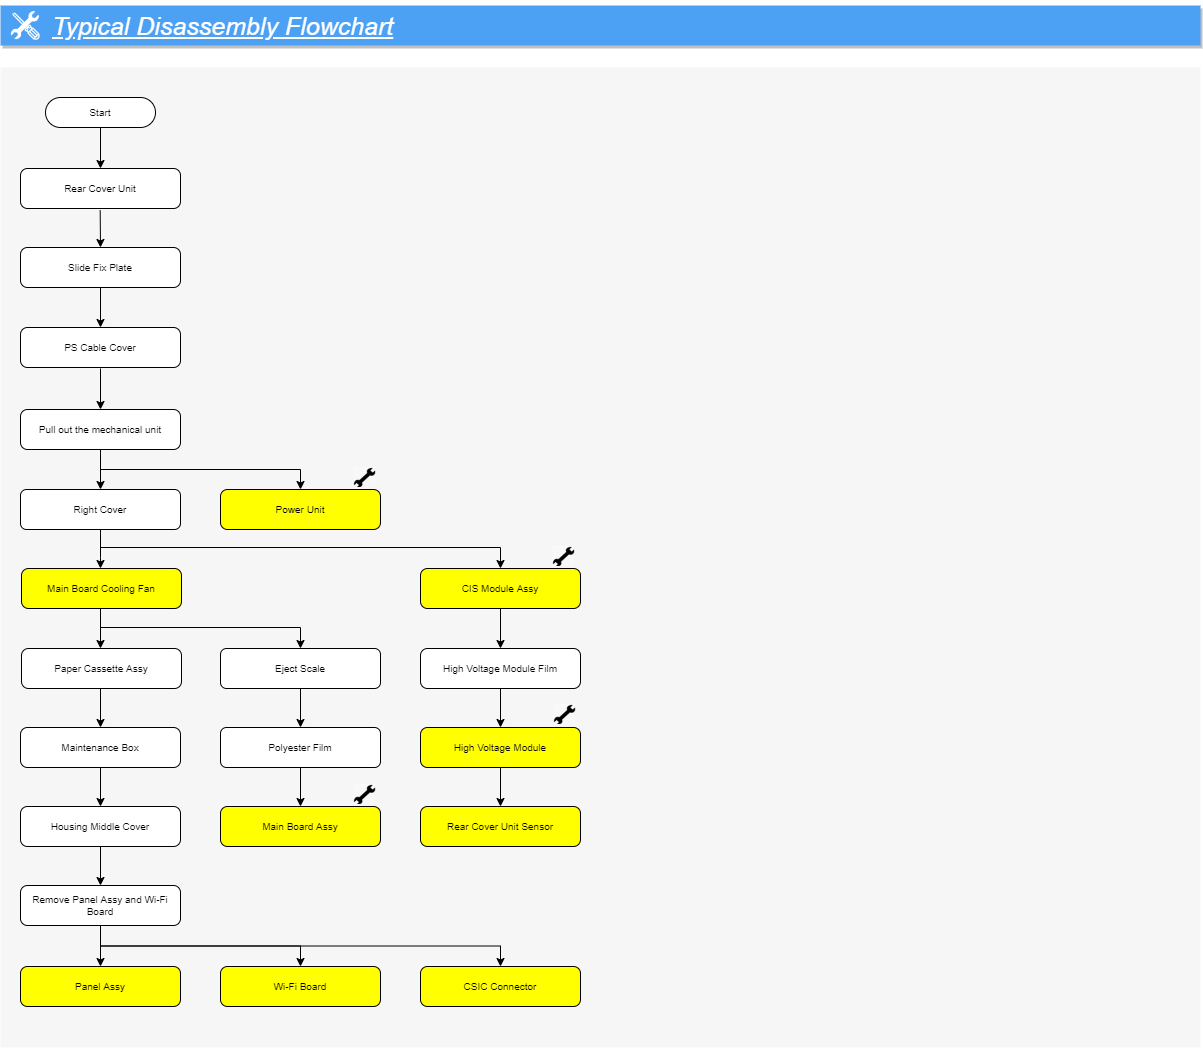 Typical Disassembly Flowchart
Start
Rear Cover Unit
Slide Fix Plate
PS Cable Cover
Pull out the mechanical unit
Right Cover
Power Unit
Main Board Cooling Fan
CIS Module Assy
Paper Cassette Assy
Eject Scale
High Voltage Module Film
Maintenance Box
Polyester Film
High Voltage Module
Housing Middle Cover
Main Board Assy
Rear Cover Unit Sensor
Remove Panel Assy and Wi-Fi
Board
Panel Assy
Wi-Fi Board
CSIC Connector